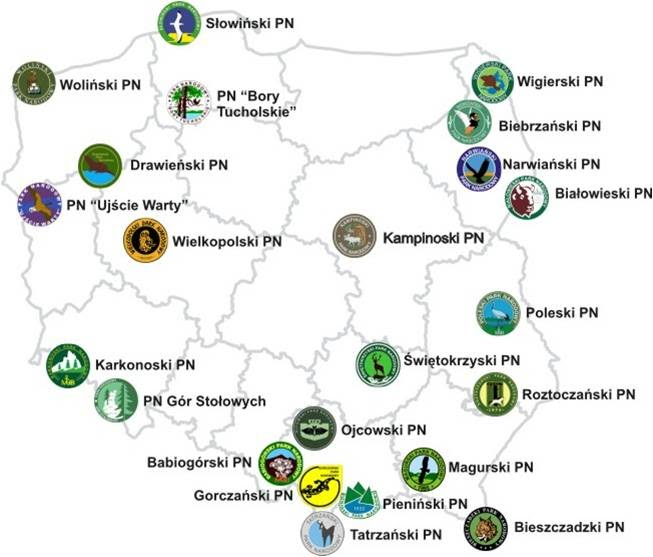 Słowiński PN
Woliński PN
PN “Bory
Tucholskie”
Wigierski PN
Biebrzański PN
Drawieński PN
Narwiański PN
Białowieski PN
PN “Ujście Warty”
Wielkopolski PN
Kampinoski PN
Poleski PN
Świętokrzyski PN
Karkonoski PN
Roztoczański PN
PN Gór Stołowych
Ojcowski PN
Babiogórski PN
Magurski PN
Gorczański PN
Pieniński PN
Bieszczadzki PN
Tatrzański PN